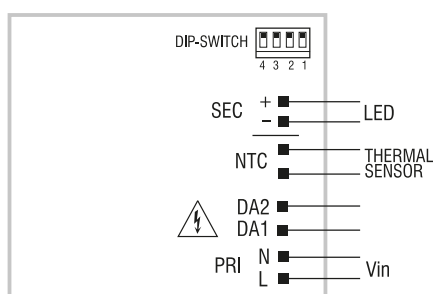 DIP-SWITCH
4 3 2 1
SEC + LED
−
NTC THERMAL
SENSOR
DA2
DA1
PRI N Vin
L